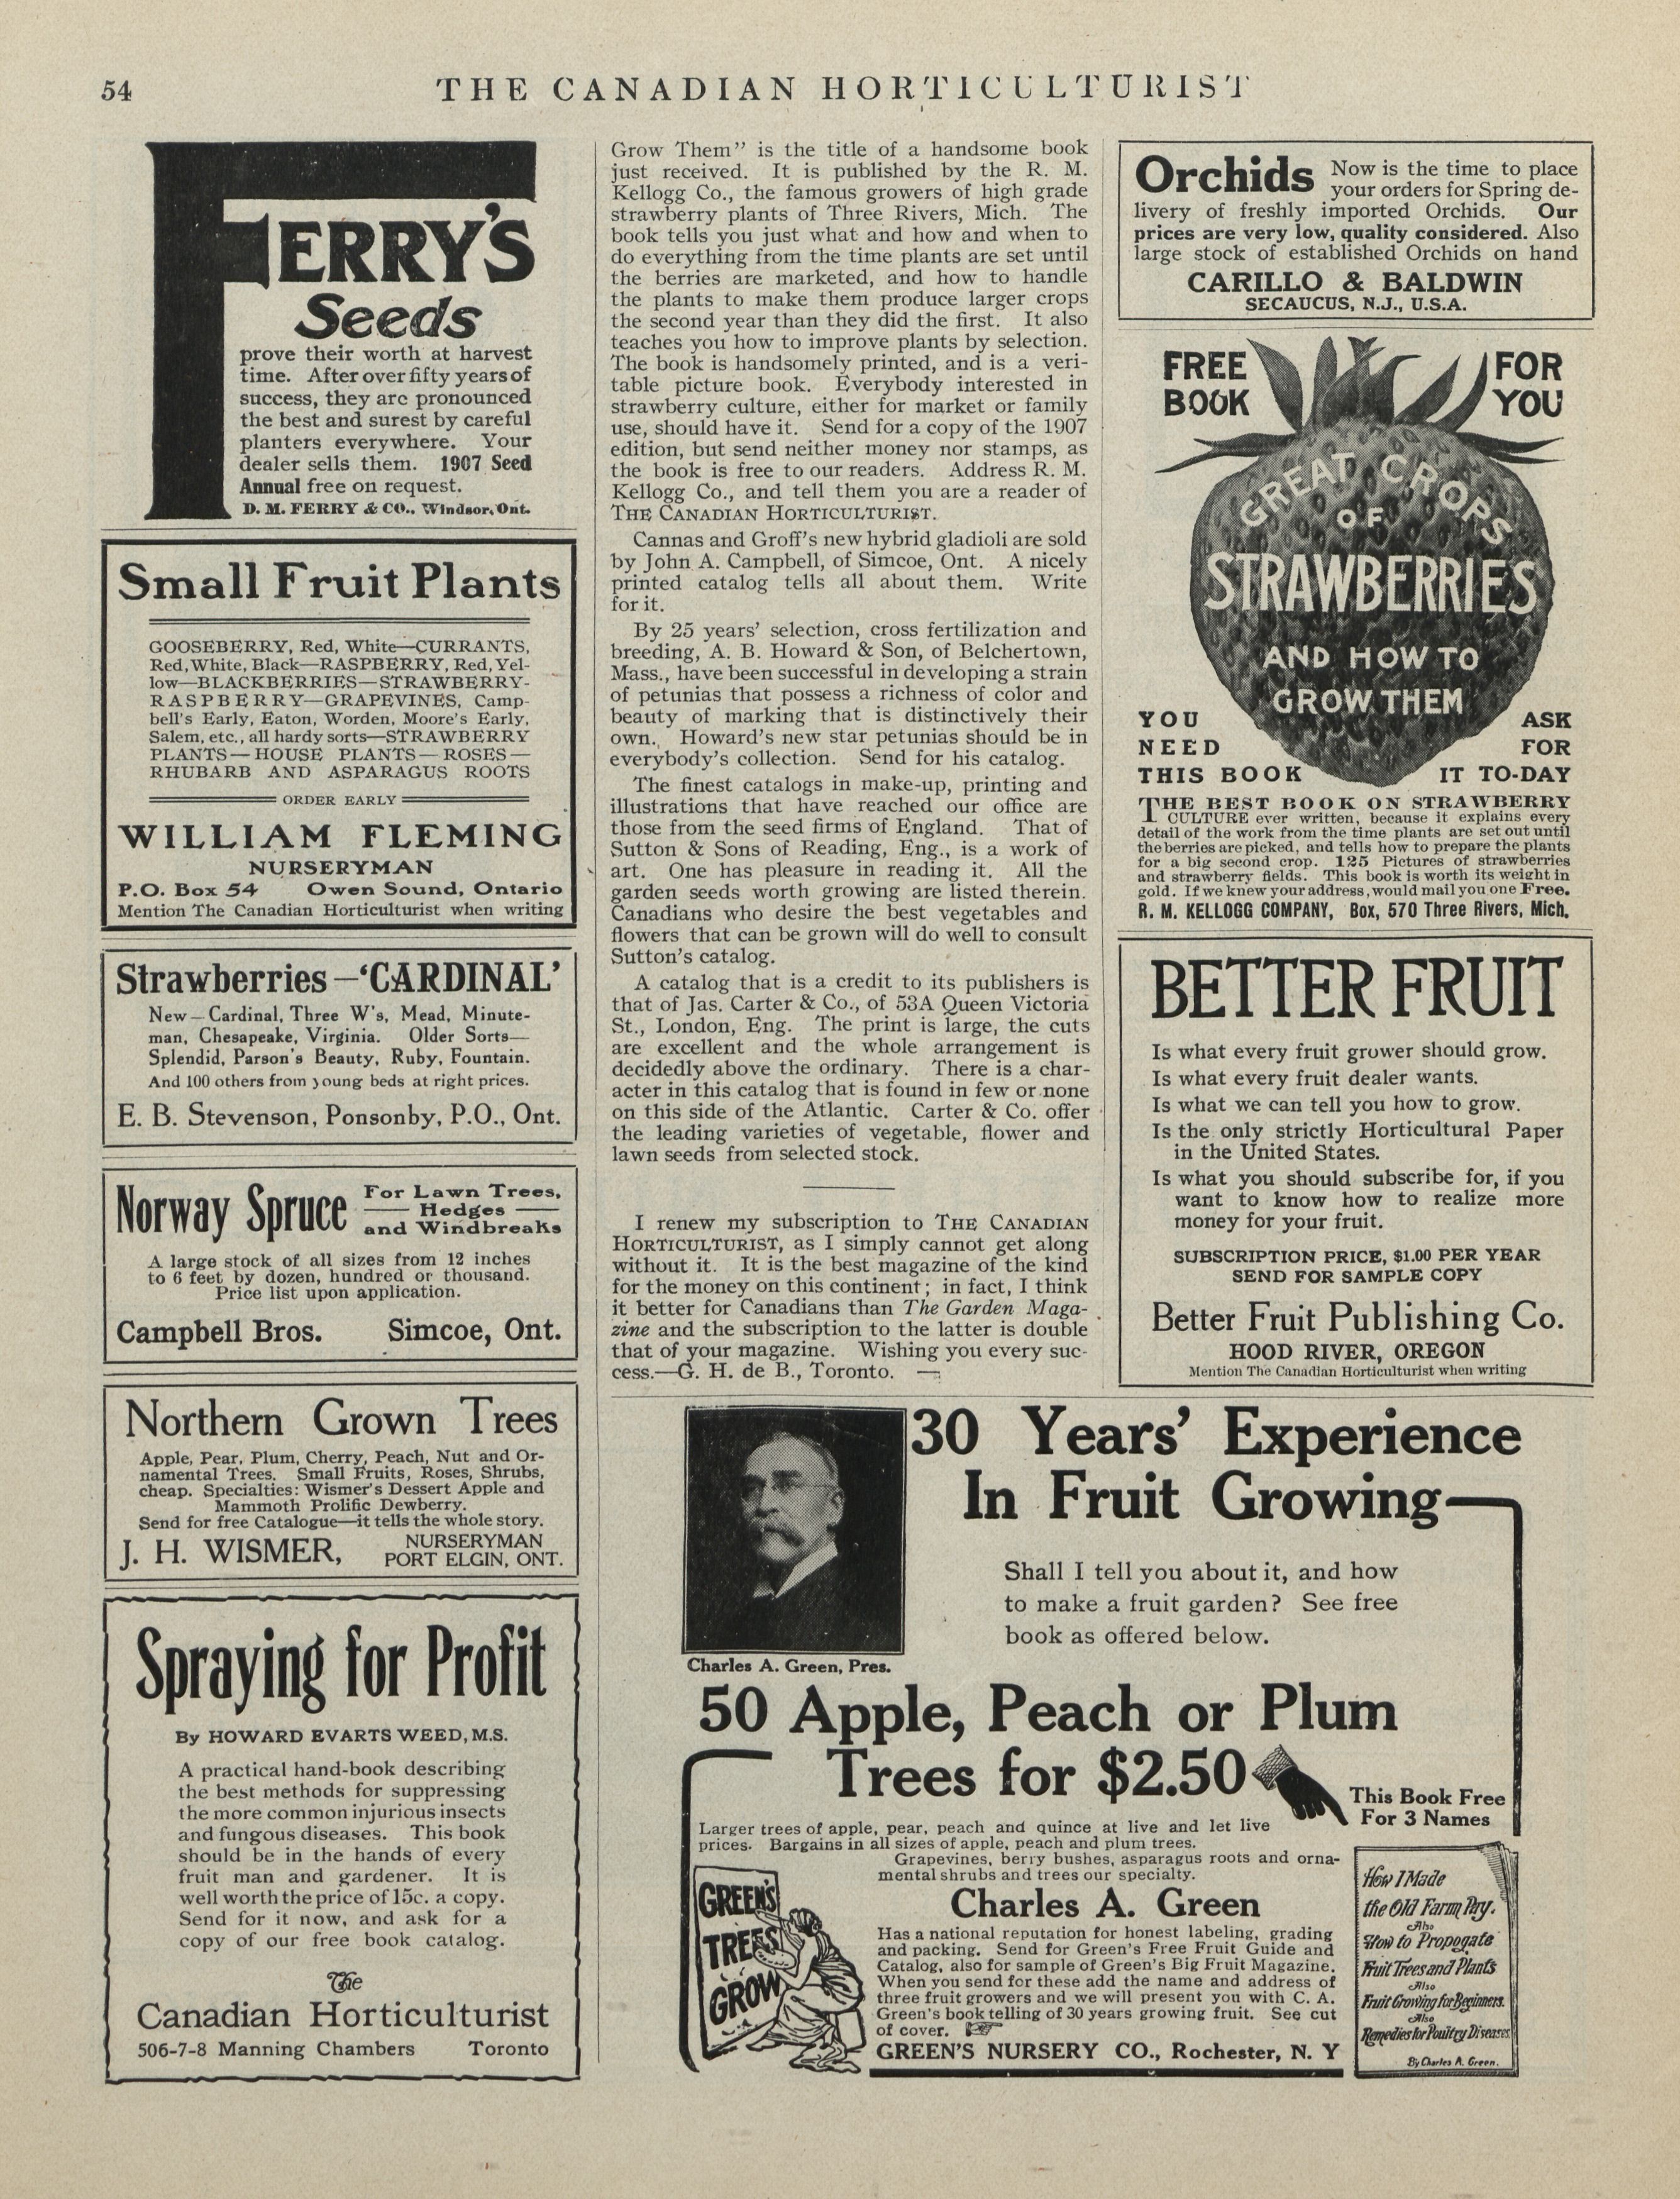 54
THE CANADIAN HORTICULTURIST
FERRY'S
Seeds
prove their worth at harvest
time. After over fifty years of
success, they are pronounced
the best and surest by careful
planters everywhere. Your
dealer sells them. 1907 Seed
Annual free on request.
D. M. FERRY & CO., Windsor, Ont.
Small Fruit Plants
GOOSEBERRY, Red, White—CURRANTS,
Red, White, Black—RASPBERRY, Red, Yel-
low—BLACKBERRIES—STRAWBERRY-
RASPBERRY—GRAPEVINES, Camp-
bell's Early, Eaton, Worden, Moore's Early,
Salem, etc., all hardy sorts—STRAWBERRY
PLANTS—HOUSE PLANTS—ROSES—
RHUBARB AND ASPARAGUS ROOTS
ORDER EARLY
WILLIAM FLEMING
NURSERYMAN
P.O. Box 54 Owen Sound, Ontario
Mention The Canadian Horticulturist when writing
Strawberries—‘CARDINAL’
New—Cardinal, Three W's, Mead, Minute-
man, Chesapeake, Virginia. Older Sorts—
Splendid, Parson's Beauty, Ruby, Fountain.
And 100 others from young beds at right prices.
E. B. Stevenson, Ponsonby, P.O., Ont.
Norway Spruce
For Lawn Trees,
Hedges
and Windbreaks
A large stock of all sizes from 12 inches
to 6 feet by dozen, hundred or thousand.
Price list upon application.
Campbell Bros. Simcoe, Ont.
Northern Grown Trees
Apple, Pear, Plum, Cherry, Peach, Nut and Or-
namental Trees. Small Fruits, Roses, Shrubs,
cheap. Specialties: Wismer's Dessert Apple and
Mammoth Prolific Dewberry.
Send for free Catalogue—it tells the whole story.
J. H. WISMER, NURSERYMAN
PORT ELGIN, ONT.
Spraying for Profit
By HOWARD EVARTS WEED, M.S.
A practical hand-book describing
the best methods for suppressing
the more common injurious insects
and fungous diseases. This book
should be in the hands of every
fruit man and gardener. It is
well worth the price of 15c. a copy.
Send for it now, and ask for a
copy of our free book catalog.
The
Canadian Horticulturist
506-7-8 Manning Chambers Toronto
Grow Them” is the title of a handsome book
just received. It is published by the R. M.
Kellogg Co., the famous growers of high grade
strawberry plants of Three Rivers, Mich. The
book tells you just what and how and when to
do everything from the time plants are set until
the berries are marketed, and how to handle
the plants to make them produce larger crops
the second year than they did the first. It also
teaches you how to improve plants by selection.
The book is handsomely printed, and is a veri-
table picture book. Everybody interested in
strawberry culture, either for market or family
use, should have it. Send for a copy of the 1907
edition, but send neither money nor stamps, as
the book is free to our readers. Address R. M.
Kellogg Co., and tell them you are a reader of
THE CANADIAN HORTICULTURIST.
Cannas and Groff's new hybrid gladioli are sold
by John A. Campbell, of Simcoe, Ont. A nicely
printed catalog tells all about them. Write
for it.
By 25 years' selection, cross fertilization and
breeding, A. B. Howard & Son, of Belchertown,
Mass., have been successful in developing a strain
of petunias that possess a richness of color and
beauty of marking that is distinctively their
own. Howard's new star petunias should be in
everybody's collection. Send for his catalog.
The finest catalogs in make-up, printing and
illustrations that have reached our office are
those from the seed firms of England. That of
Sutton & Sons of Reading, Eng., is a work of
art. One has pleasure in reading it. All the
garden seeds worth growing are listed therein.
Canadians who desire the best vegetables and
flowers that can be grown will do well to consult
Sutton's catalog.
A catalog that is a credit to its publishers is
that of Jas. Carter & Co., of 53A Queen Victoria
St., London, Eng. The print is large, the cuts
are excellent and the whole arrangement is
decidedly above the ordinary. There is a char-
acter in this catalog that is found in few or none
on this side of the Atlantic. Carter & Co. offer
the leading varieties of vegetable, flower and
lawn seeds from selected stock.
I renew my subscription to THE CANADIAN
HORTICULTURIST, as I simply cannot get along
without it. It is the best magazine of the kind
for the money on this continent; in fact, I think
it better for Canadians than The Garden Maga-
zine and the subscription to the latter is double
that of your magazine. Wishing you every suc-
cess.—G. H. de B., Toronto. —
Orchids Now is the time to place
your orders for Spring de-
livery of freshly imported Orchids. Our
prices are very low, quality considered. Also
large stock of established Orchids on hand
CARILLO & BALDWIN
SECAUCUS, N.J., U.S.A.
FREE BOOK
FOR YOU
GREAT CROPS
OF
STRAWBERRIES
AND HOW TO
GROW THEM
YOU
NEED
THIS BOOK
ASK
FOR
IT TO-DAY
THE BEST BOOK ON STRAWBERRY
CULTURE ever written, because it explains every
detail of the work from the time plants are set out until
the berries are picked, and tells how to prepare the plants
for a big second crop. 125 Pictures of strawberries
and strawberry fields. This book is worth its weight in
gold. If we knew your address, would mail you one Free.
R. M. KELLOGG COMPANY, Box, 570 Three Rivers, Mich.
BETTER FRUIT
Is what every fruit grower should grow.
Is what every fruit dealer wants.
Is what we can tell you how to grow.
Is the only strictly Horticultural Paper
in the United States.
Is what you should subscribe for, if you
want to know how to realize more
money for your fruit.
SUBSCRIPTION PRICE, $1.00 PER YEAR
SEND FOR SAMPLE COPY
Better Fruit Publishing Co.
HOOD RIVER, OREGON
Mention The Canadian Horticulturist when writing
30 Years' Experience
In Fruit Growing—
Shall I tell you about it, and how
to make a fruit garden? See free
book as offered below.
Charles A. Green, Pres.
50 Apple, Peach or Plum
Trees for $2.50
This Book Free
For 3 Names
Larger trees of apple, pear, peach and quince at live and let live
prices. Bargains in all sizes of apple, peach and plum trees.
Grapevines, berry bushes, asparagus roots and orna-
mental shrubs and trees our specialty.
GREEN'S
TREES
GROW
Charles A. Green
Has a national reputation for honest labeling, grading
and packing. Send for Green's Free Fruit Guide and
Catalog, also for sample of Green's Big Fruit Magazine.
When you send for these add the name and address of
three fruit growers and we will present you with C. A.
Green's book telling of 30 years growing fruit. See cut
of cover.
GREEN'S NURSERY CO., Rochester, N. Y
How I Made
the Old Farm Pay.
Also
How to Propogate
Fruit Trees and Plants
Also
Fruit Growing for Beginners.
Also
Remedies for Poultry Diseases
By Charles A. Green.